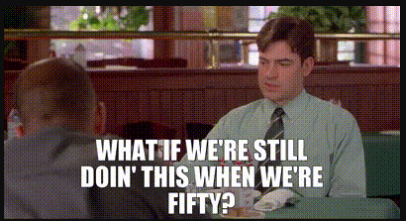 WHAT IF WE'RE STILL
DOIN' THIS WHEN WE'RE
FIFTY?